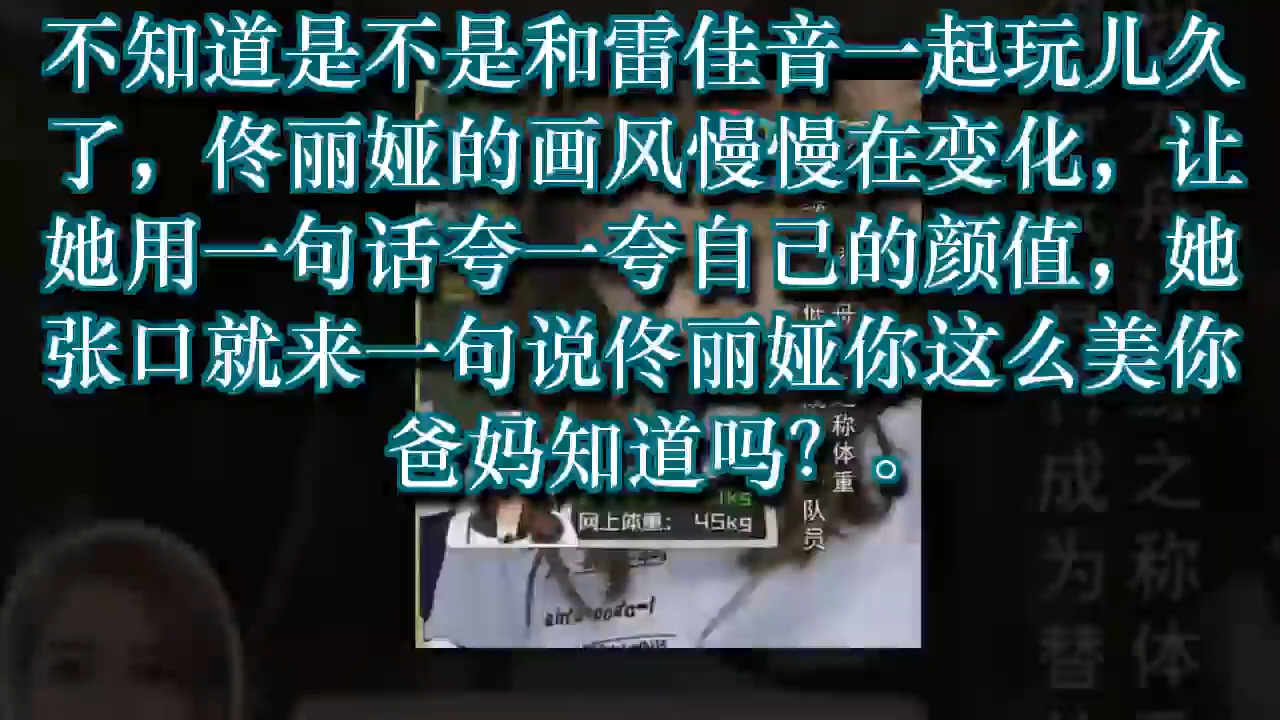 不知道是不是和雷佳音一起玩儿久
了，佟丽娅的画风慢慢在变化，让
她用一句话夸一夸自己的颜值，她
张口就来一句说佟丽娅你这么美你
爸妈知道吗？。
网上体重： 45kg
称体重
队员
之称体
成为替